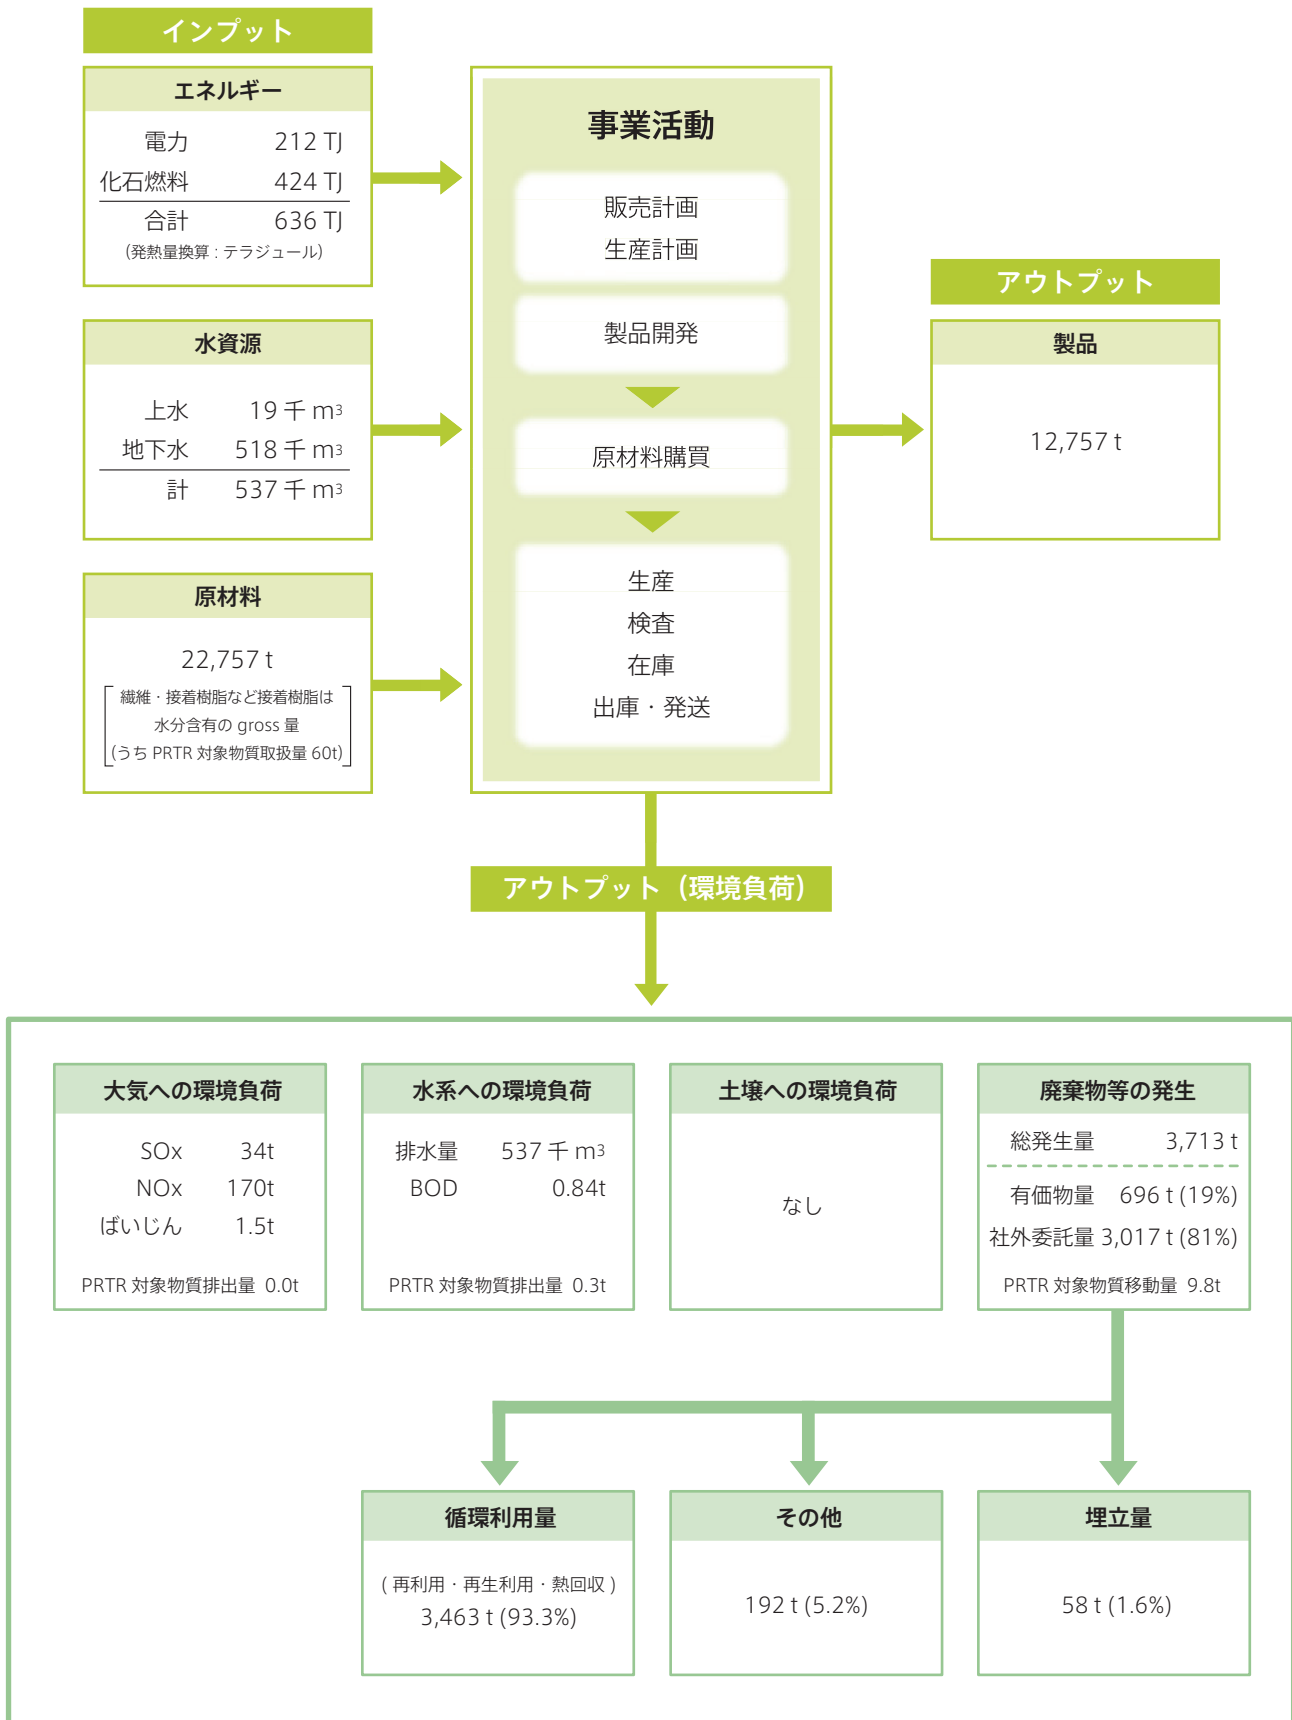 インプット
エネルギー
電力 212 TJ
化石燃料 424 TJ
合計 636 TJ
(発熱量換算 : テラジュール)
水資源
上水 19 千 m3
地下水 518 千 m3
計 537 千 m3
原材料
22,757 t
繊維・接着樹脂など接着樹脂は
水分含有の gross 量
(うち PRTR 対象物質取扱量 60t)
事業活動
販売計画
生産計画
製品開発
原材料購買
生産
検査
在庫
出庫・発送
アウトプット
製品
12,757 t
アウトプット（環境負荷）
大気への環境負荷
SOx 34t
NOx 170t
ばいじん 1.5t
PRTR 対象物質排出量 0.0t
水系への環境負荷
排水量 537 千 m3
BOD 0.84t
PRTR 対象物質排出量 0.3t
土壌への環境負荷
なし
廃棄物等の発生
総発生量 3,713 t
有価物量 696 t (19%)
社外委託量 3,017 t (81%)
PRTR 対象物質移動量 9.8t
循環利用量
( 再利用・再生利用・熱回収 )
3,463 t (93.3%)
その他
192 t (5.2%)
埋立量
58 t (1.6%)